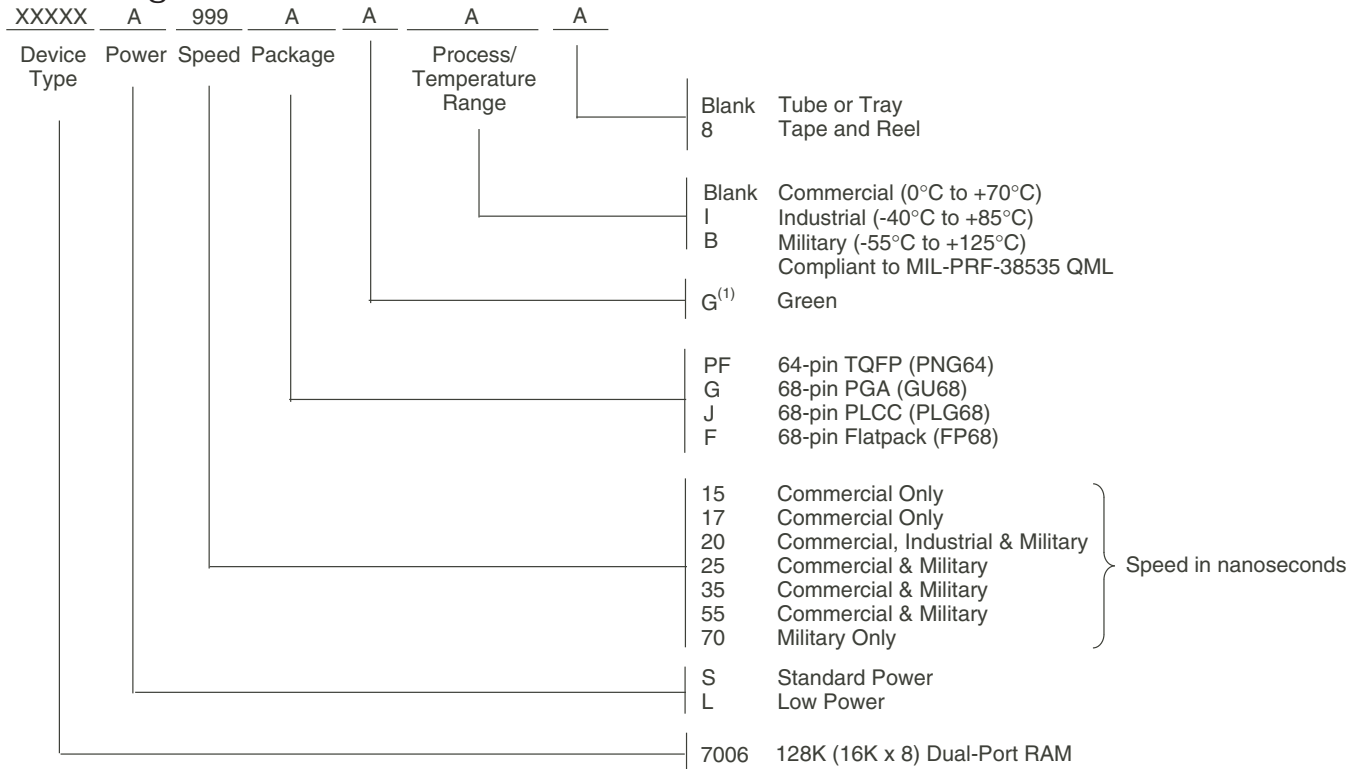 XXXXX A 999 A A A A
Device Type Power Speed Package Process/ Temperature Range
Blank Tube or Tray
8 Tape and Reel
Blank Commercial (0°C to +70°C)
I Industrial (-40°C to +85°C)
B Military (-55°C to +125°C)
Compliant to MIL-PRF-38535 QML
G(1) Green
PF 64-pin TQFP (PNG64)
G 68-pin PGA (GU68)
J 68-pin PLCC (PLG68)
F 68-pin Flatpack (FP68)
15 Commercial Only
17 Commercial Only
20 Commercial, Industrial & Military
25 Commercial & Military
35 Commercial & Military
55 Commercial & Military
70 Military Only
Speed in nanoseconds
S Standard Power
L Low Power
7006 128K (16K x 8) Dual-Port RAM